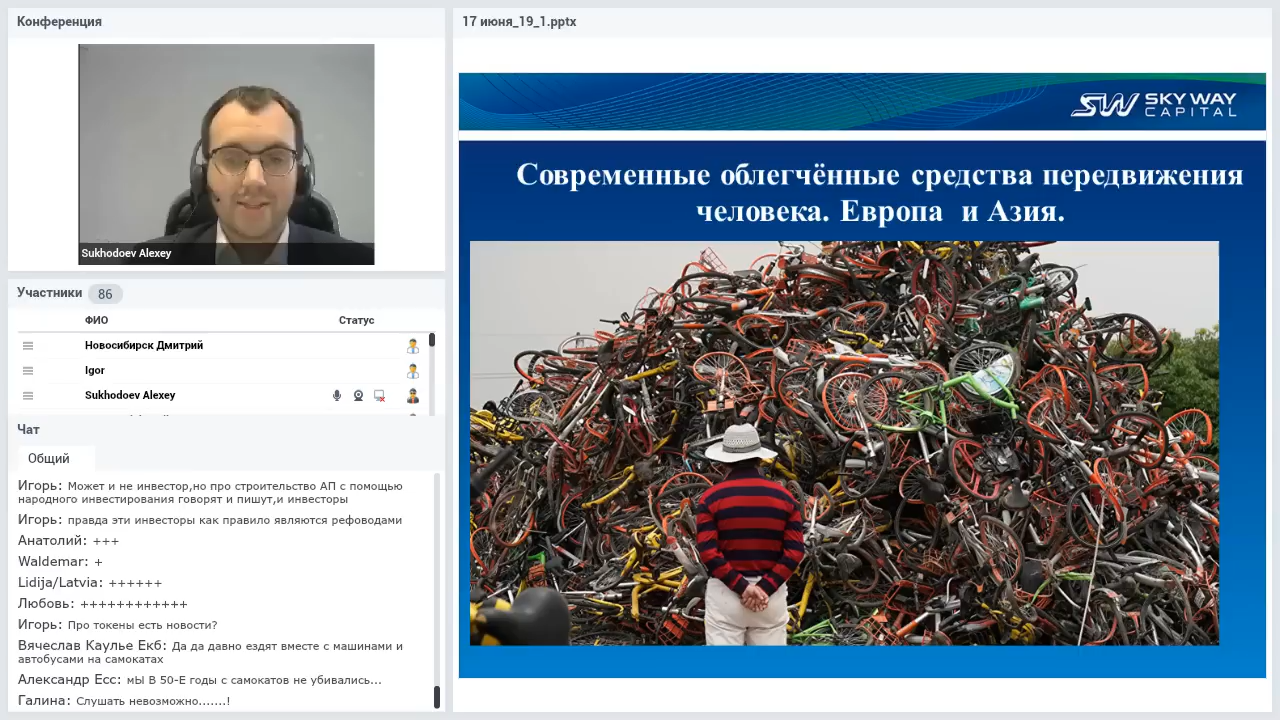 Конференция
Sukhodoev Alexey
Участники 86
ФИО Статус
Новосибирск Дмитрий
Igor
Sukhodoev Alexey
Чат
Общий
Игорь: Может и не инвестор,но про строительство АП с помощью
народного инвестирования говорят и пишут,и инвесторы
Игорь: правда эти инвесторы как правило являются рефоводами
Анатолий: +++
Waldemar: +
Lidija/Latvia: ++++++
Любовь: ++++++++++++
Игорь: Про токены есть новости?
Вячеслав Каулье Екб: Да да давно ездят вместе с машинами и
автобусами на самокатах
Александр Есс: мЫ В 50-Е годы с самокатов не убивались...
Галина: Слушать невозможно.......!
17 июня_19_1.pptx
SW SKY WAY
CAPITAL
Современные облегчённые средства передвижения
человека. Европа и Азия.